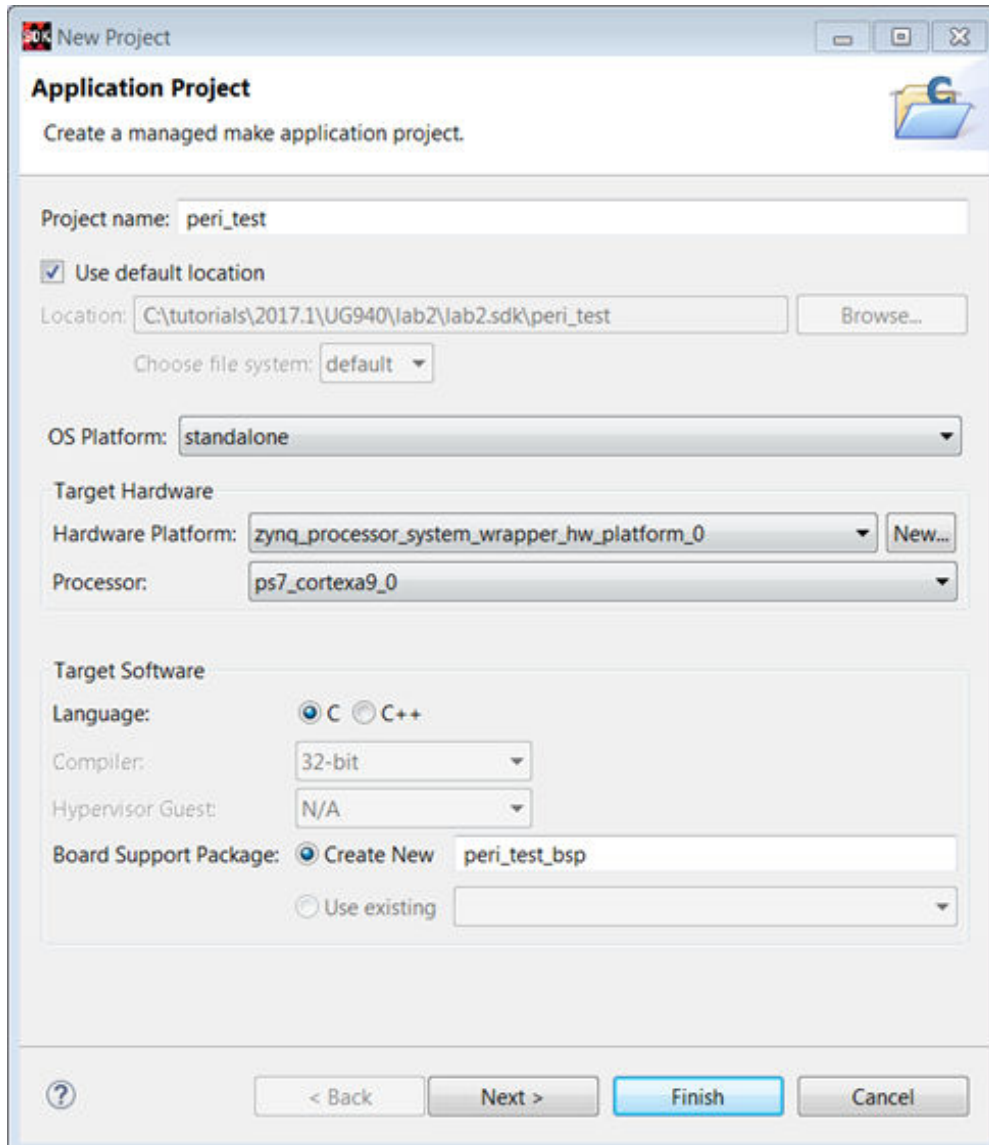 SDK New Project
Application Project
Create a managed make application project.
Project name: peri_test
Use default location
Location: C:\tutorials\2017.1\UG940\lab2\lab2.sdk\peri_test Browse...
Choose file system: default
OS Platform: standalone
Target Hardware
Hardware Platform: zynq_processor_system_wrapper_hw_platform_0 New...
Processor: ps7_cortexa9_0
Target Software
Language: C C++
Compiler: 32-bit
Hypervisor Guest: N/A
Board Support Package: Create New peri_test_bsp
Use existing
? < Back Next > Finish Cancel